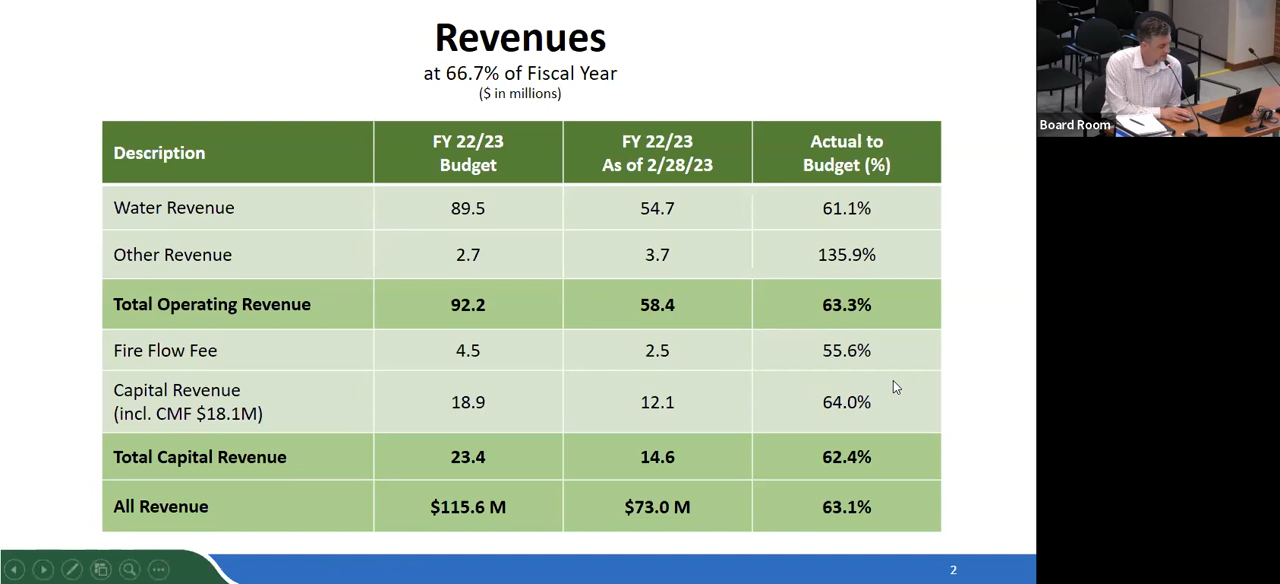 Revenues
at 66.7% of Fiscal Year
($ in millions)
Description
FY 22/23
Budget
FY 22/23
As of 2/28/23
Actual to
Budget (%)
Water Revenue 89.5 54.7 61.1%
Other Revenue 2.7 3.7 135.9%
Total Operating Revenue 92.2 58.4 63.3%
Fire Flow Fee 4.5 2.5 55.6%
Capital Revenue
(incl. CMF $18.1M) 18.9 12.1 64.0%
Total Capital Revenue 23.4 14.6 62.4%
All Revenue $115.6 M $73.0 M 63.1%
2
Board Room